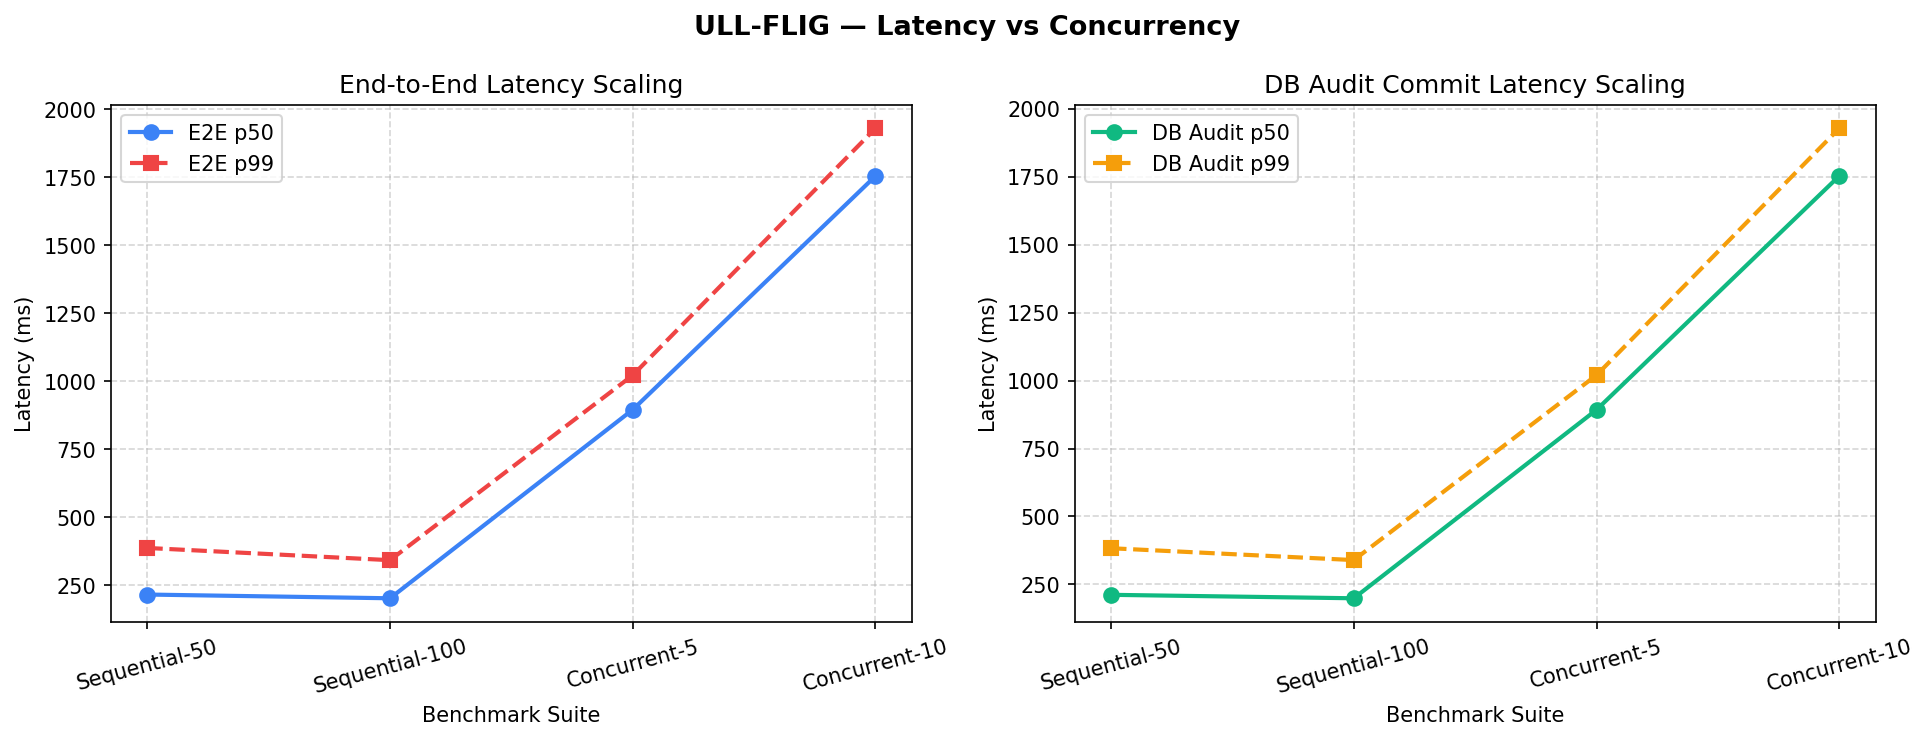 ULL-FLIG — Latency vs Concurrency
End-to-End Latency Scaling
E2E p50
E2E p99
2000
1750
1500
1250
1000
750
500
250
Latency (ms)
Sequential-50
Sequential-100
Concurrent-5
Concurrent-10
Benchmark Suite
DB Audit Commit Latency Scaling
DB Audit p50
DB Audit p99
2000
1750
1500
1250
1000
750
500
250
Latency (ms)
Sequential-50
Sequential-100
Concurrent-5
Concurrent-10
Benchmark Suite